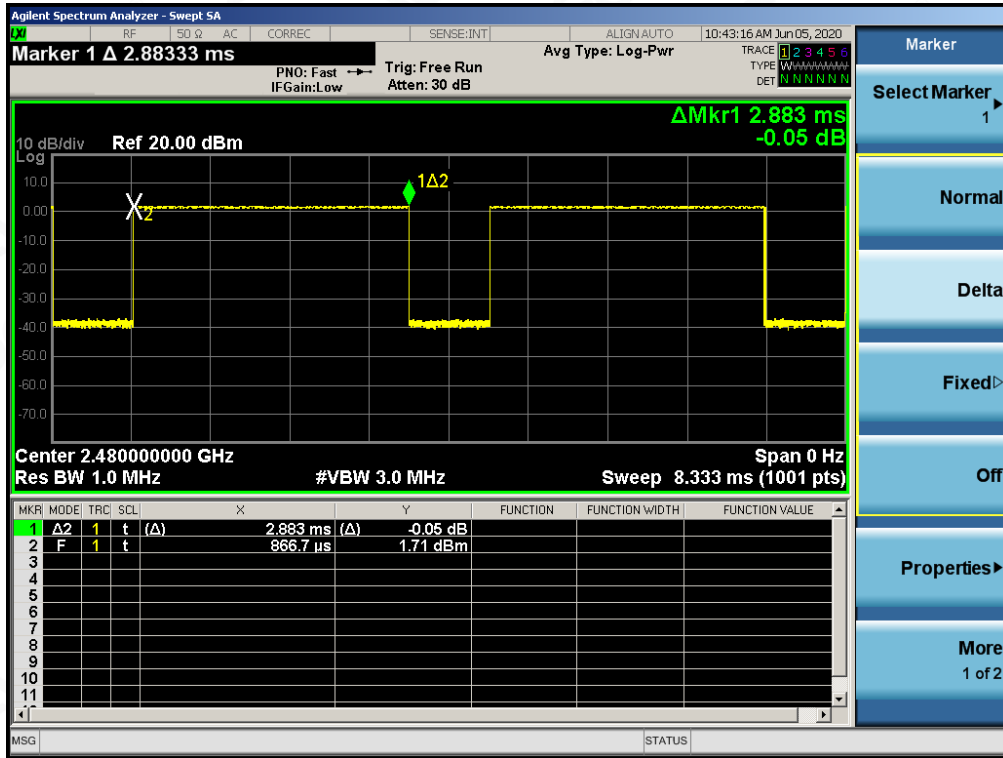 Agilent Spectrum Analyzer - Swept SA
LXI RF 50 Ω AC CORREC SENSE:INT ALIGN AUTO 10:43:16 AM Jun 05, 2020
Marker 1 Δ 2.88333 ms
PNO: Fast
IFGain:Low
Trig: Free Run
Atten: 30 dB
Avg Type: Log-Pwr
TRACE 1 2 3 4 5 6
TYPE WWWWWW
DET N N N N N N
ΔMkr1 2.883 ms
-0.05 dB
10 dB/div Ref 20.00 dBm
Log
10.0
0.00
-10.0
-20.0
-30.0
-40.0
-50.0
-60.0
-70.0
X2
1Δ2
Center 2.480000000 GHz Span 0 Hz
Res BW 1.0 MHz #VBW 3.0 MHz Sweep 8.333 ms (1001 pts)
MKR MODE TRC SCL X Y FUNCTION FUNCTION WIDTH FUNCTION VALUE
1 Δ2 1 t (Δ) 2.883 ms (Δ) -0.05 dB
2 F 1 t 866.7 µs 1.71 dBm
3
4
5
6
7
8
9
10
11
MSG STATUS
Marker
Select Marker
1
Normal
Delta
Fixed
Off
Properties
More
1 of 2